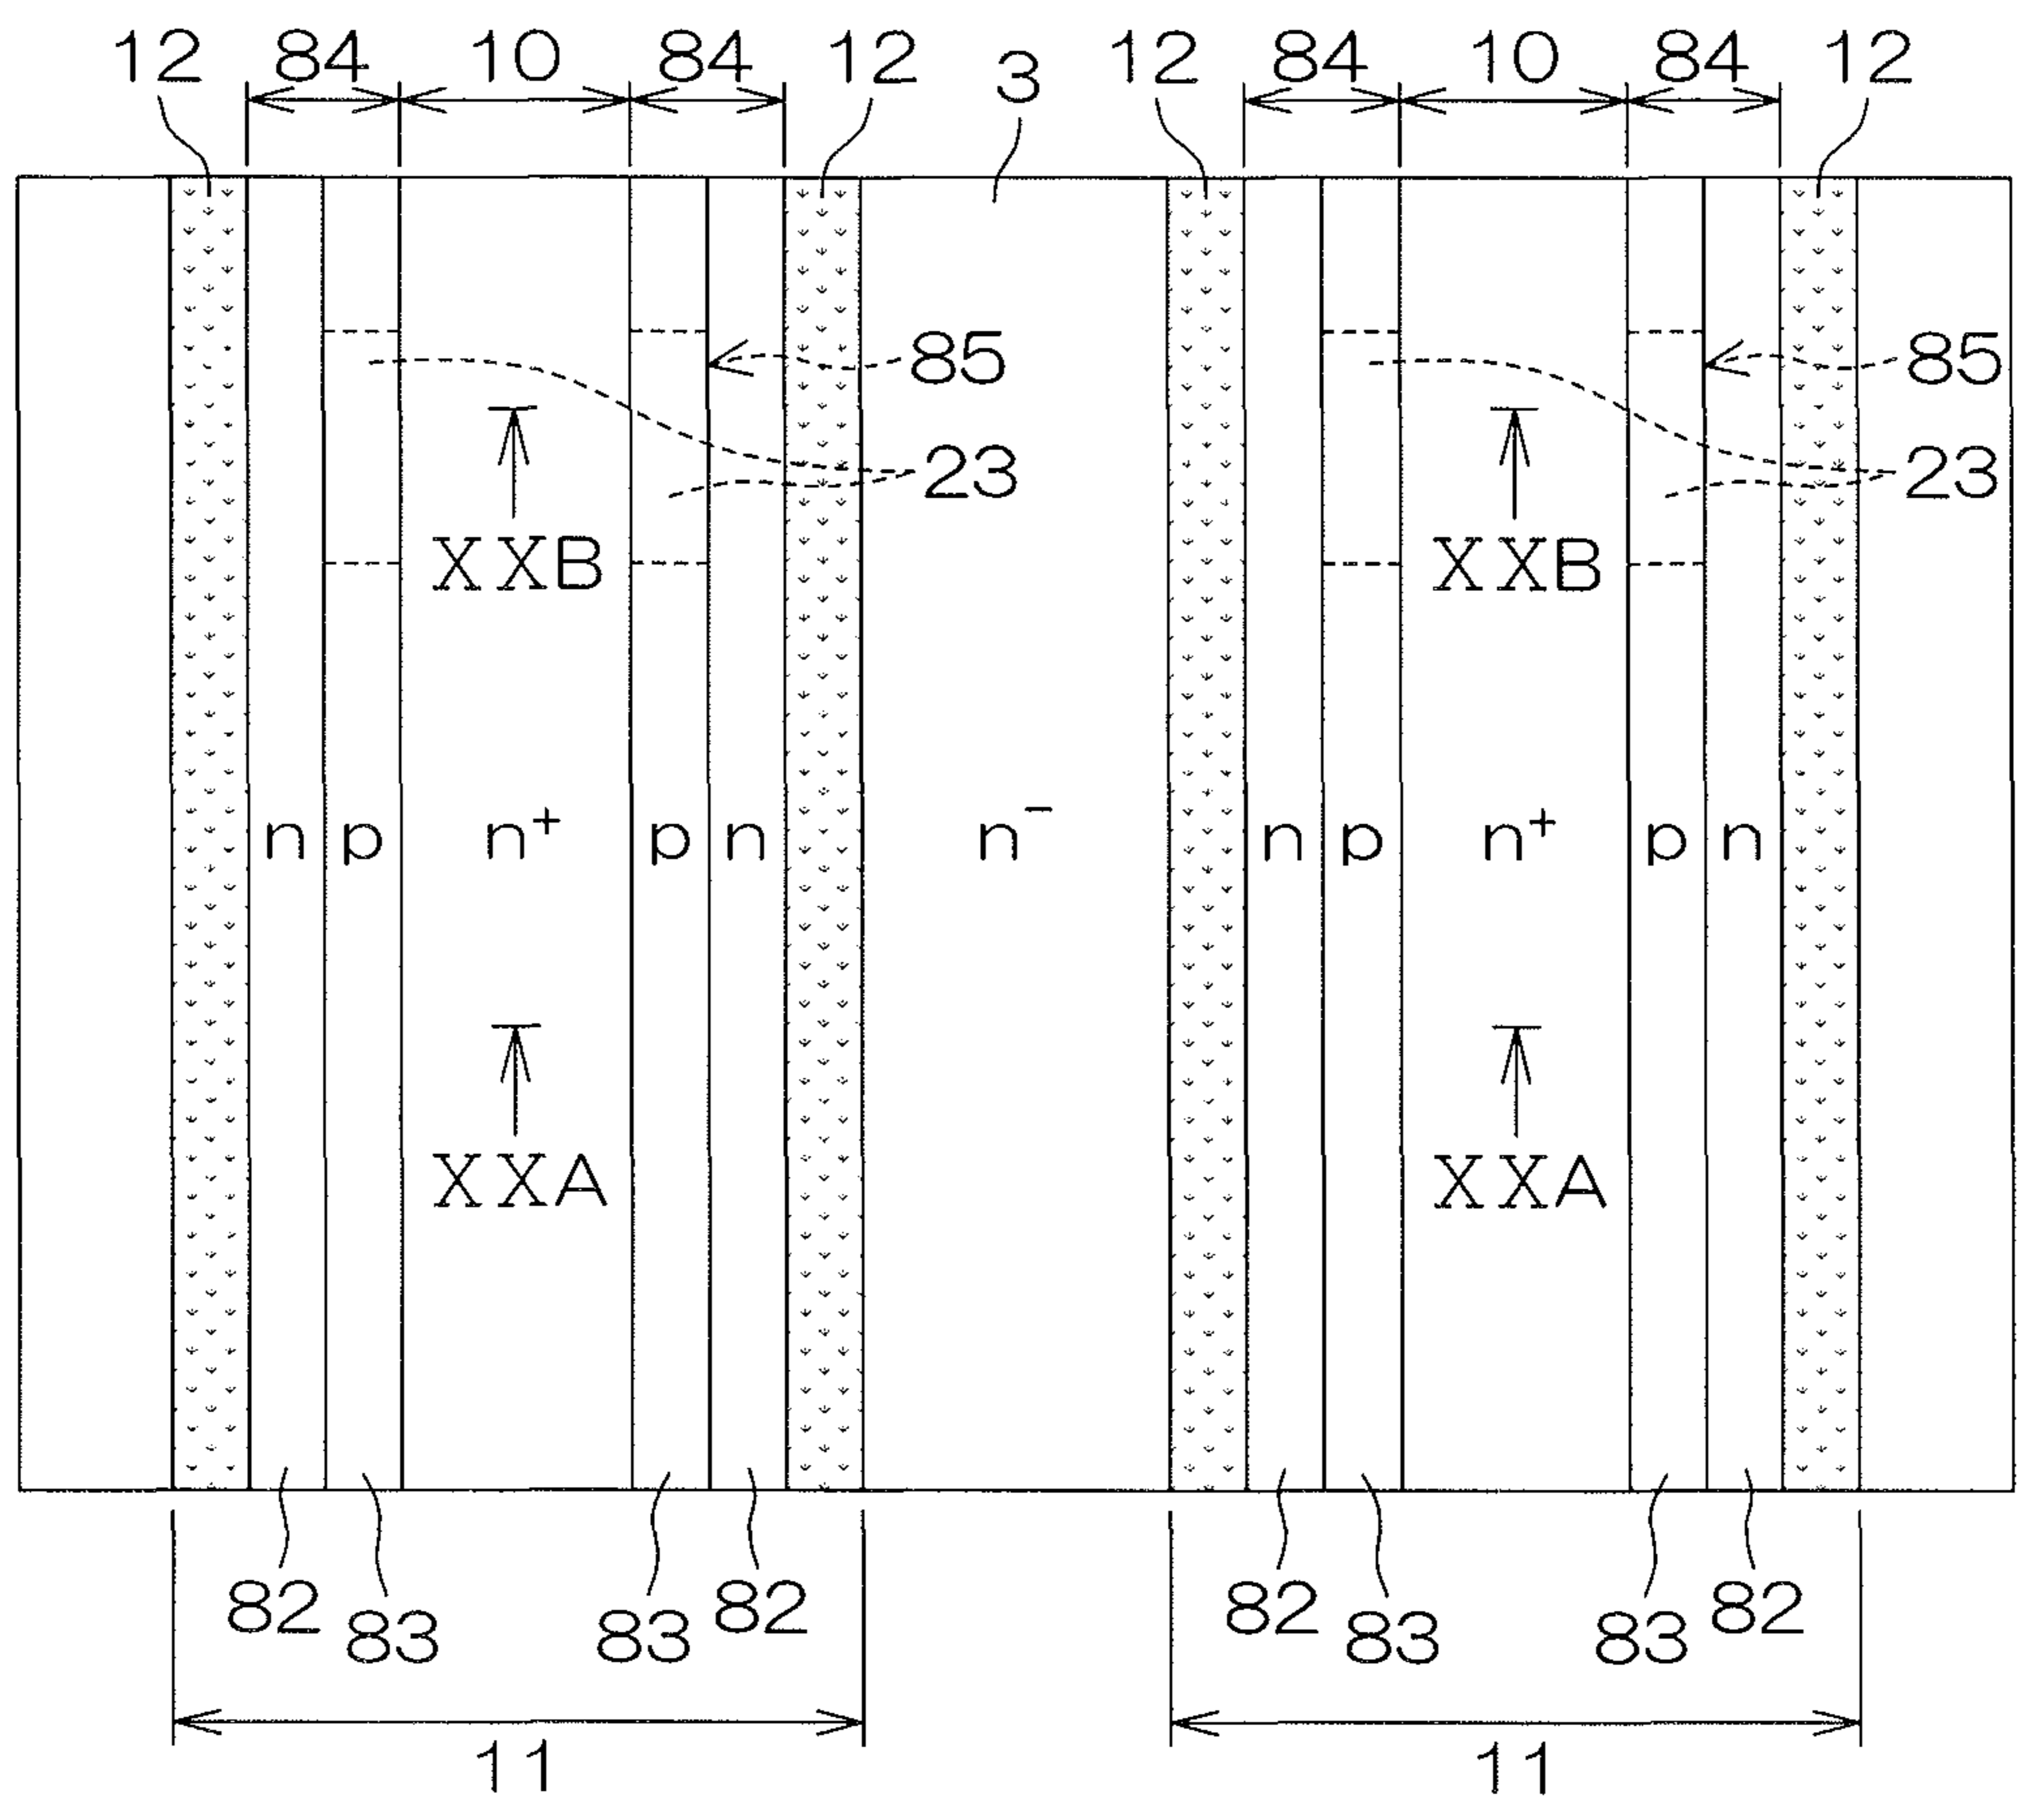 12 84 10 84 12 3 12 84 10 84 12
85 85
23 23
XXB XXB
n p n⁺ p n n⁻ n p n⁺ p n
XXA XXA
82 83 83 82 82 83 83 82
11 11